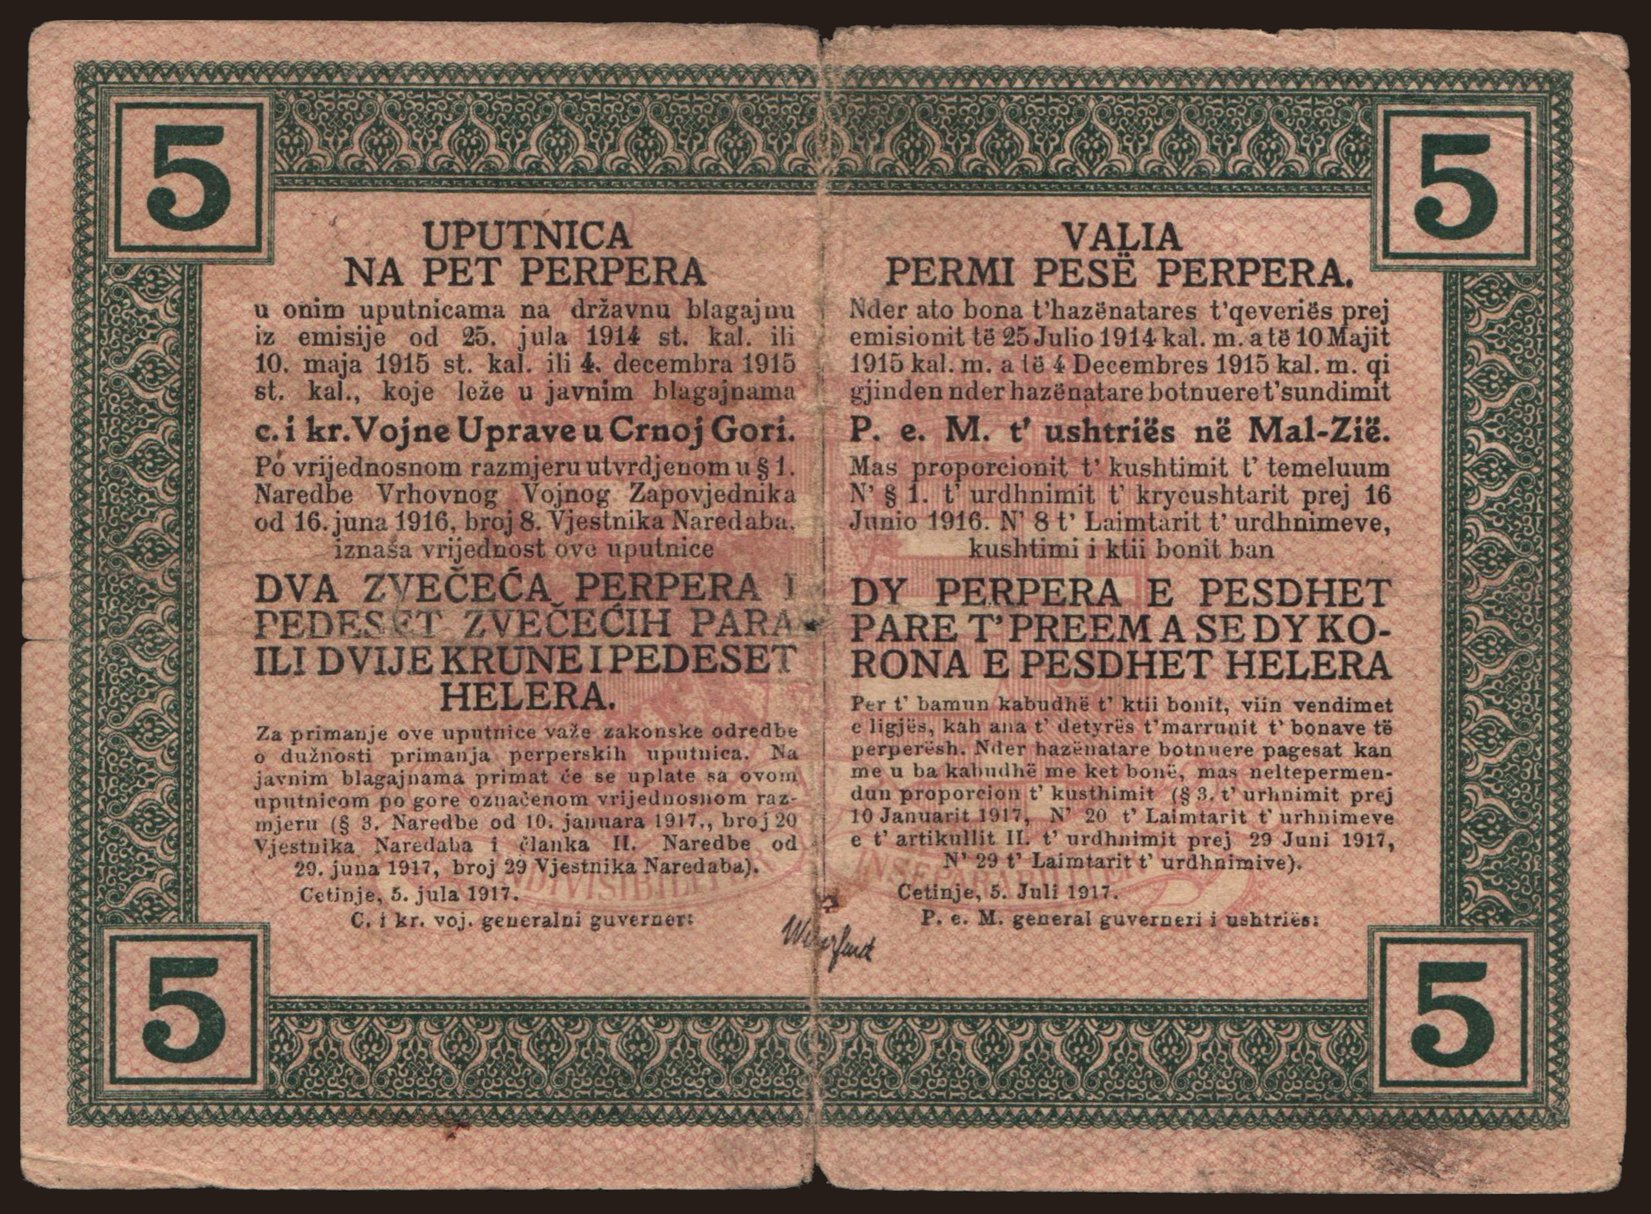 5
5
UPUTNICA
NA PET PERPERA
u onim uputnicama na državnu blagajnu
iz emisije od 25. jula 1914 st. kal. ili
10. maja 1915 st. kal. ili 4. decembra 1915
st. kal., koje leže u javnim blagajnama
c. i kr. Vojne Uprave u Crnoj Gori.
Po vrijednosnom razmjeru utvrdjenom u § 1.
Naredbe Vrhovnog Vojnog Zapovjednika
od 16. juna 1916, broj 8. Vjestnika Naredaba,
iznaša vrijednost ove uputnice
DVA ZVEČEĆA PERPERA I
PEDESET ZVEČEĆIH PARA
ILI DVIJE KRUNE I PEDESET
HELERA.
Za primanje ove uputnice važe zakonske odredbe
o dužnosti primanja perperskih uputnica. Na
javnim blagajnama primat će se uplate sa ovom
uputnicom po gore označenom vrijednosnom raz-
mjeru (§ 3. Naredbe od 10. januara 1917., broj 20
Vjestnika Naredaba i članka II. Naredbe od
29. juna 1917, broj 29 Vjestnika Naredaba).
Cetinje, 5. jula 1917.
C. i kr. voj. generalni guverner:
VALIA
PERMI PESË PERPERA.
Nder ato bona t'hazënatares t'qeveriës prej
emisionit të 25 Julio 1914 kal. m. a të 10 Majit
1915 kal. m. a të 4 Decembres 1915 kal. m. qi
gjinden nder hazënatare botnuere t'sundimit
P. e. M. t' ushtriës në Mal-Zië.
Mas proporcionit t' kushtimit t' temeluum
N' § 1. t' urdhnimit t' krycushtarit prej 16
Junio 1916. N' 8 t' Laimtarit t' urdhnimeve,
kushtimi i ktii bonit ban
DY PERPERA E PESDHET
PARE T' PREEM A SE DY KO-
RONA E PESDHET HELERA
Per t' bamun kabudhë t' ktii bonit, viin vendimet
e ligjës, kah ana t' detyrës t'marrunit t' bonave të
perperësh. Nder hazënatare botnuere pagesat kan
me u ba kabudhë me ket bonë, mas neltepermen-
dun proporcion t' kusthimit (§ 3. t' urhnimit prej
10 Januarit 1917, N' 20 t' Laimtarit t' urhnimeve
e t' artikullit II. t' urdhnimit prej 29 Juni 1917,
N' 29 t' Laimtarit t' urdhnimive).
Cetinje, 5. Juli 1917.
P. e. M. general guverneri i ushtriës:
INDIVISIBILITER AC INSEPARABILITER
5
5